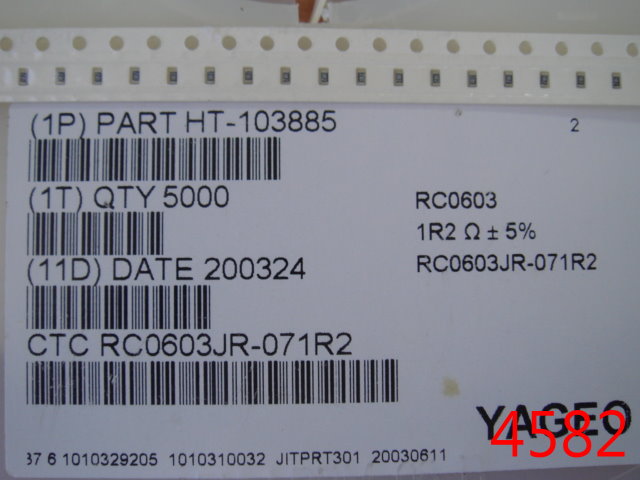 (1P) PART HT-103885
2
(1T) QTY 5000
RC0603
1R2 Ω ± 5%
(11D) DATE 200324
RC0603JR-071R2
CTC RC0603JR-071R2
YAGEO
4582
37 6 1010329205 1010310032 JITPRT301 20030611